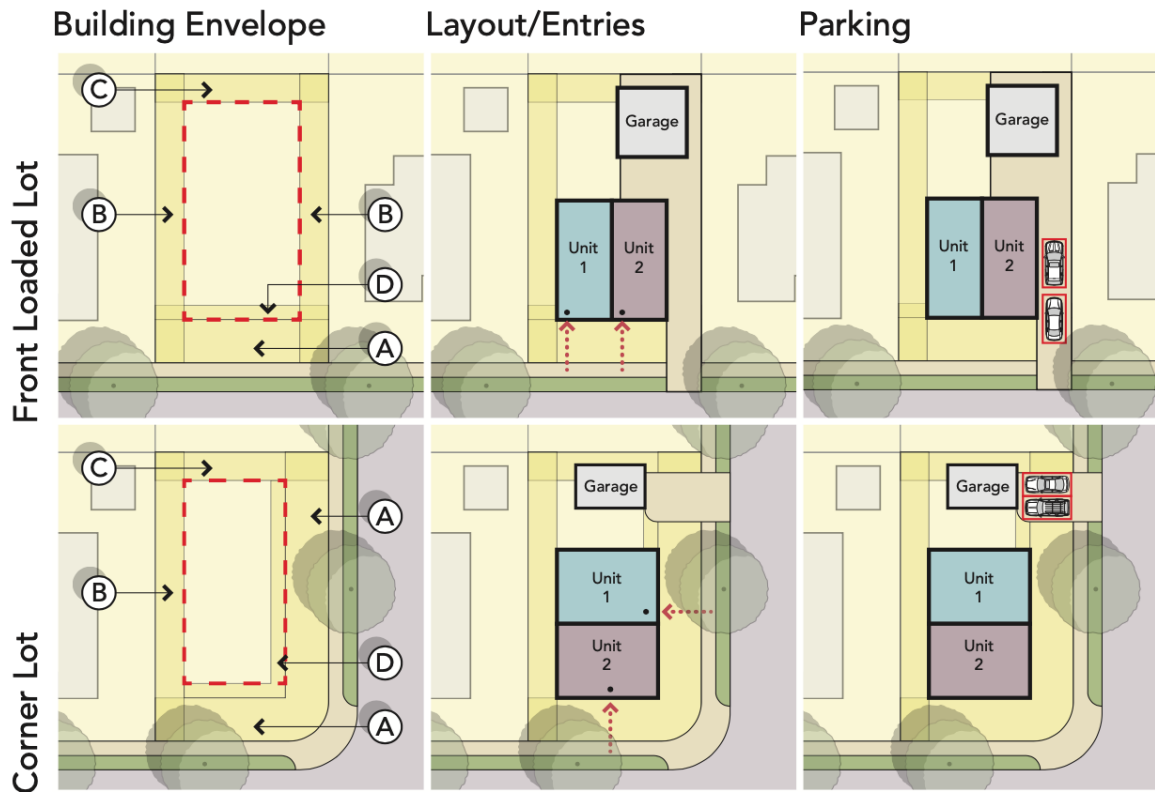 Building Envelope
Layout/Entries
Parking
Front Loaded Lot
C
B
B
D
A
Garage
Unit
1
Unit
2
Garage
Unit
1
Unit
2
Corner Lot
C
A
B
D
A
Garage
Unit
1
Unit
2
Garage
Unit
1
Unit
2